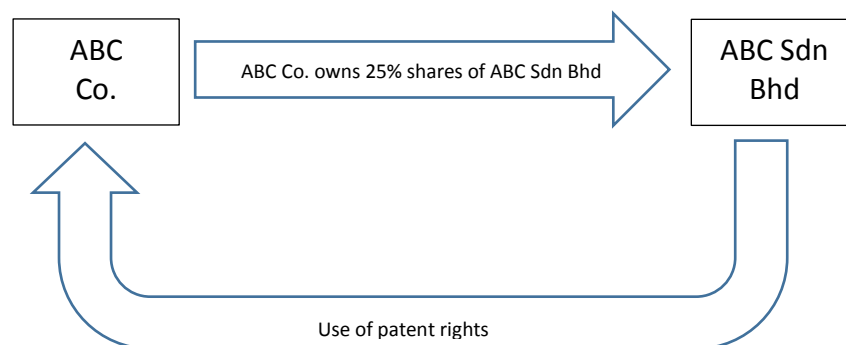 ABC
Co.
ABC Co. owns 25% shares of ABC Sdn Bhd
ABC Sdn
Bhd
Use of patent rights